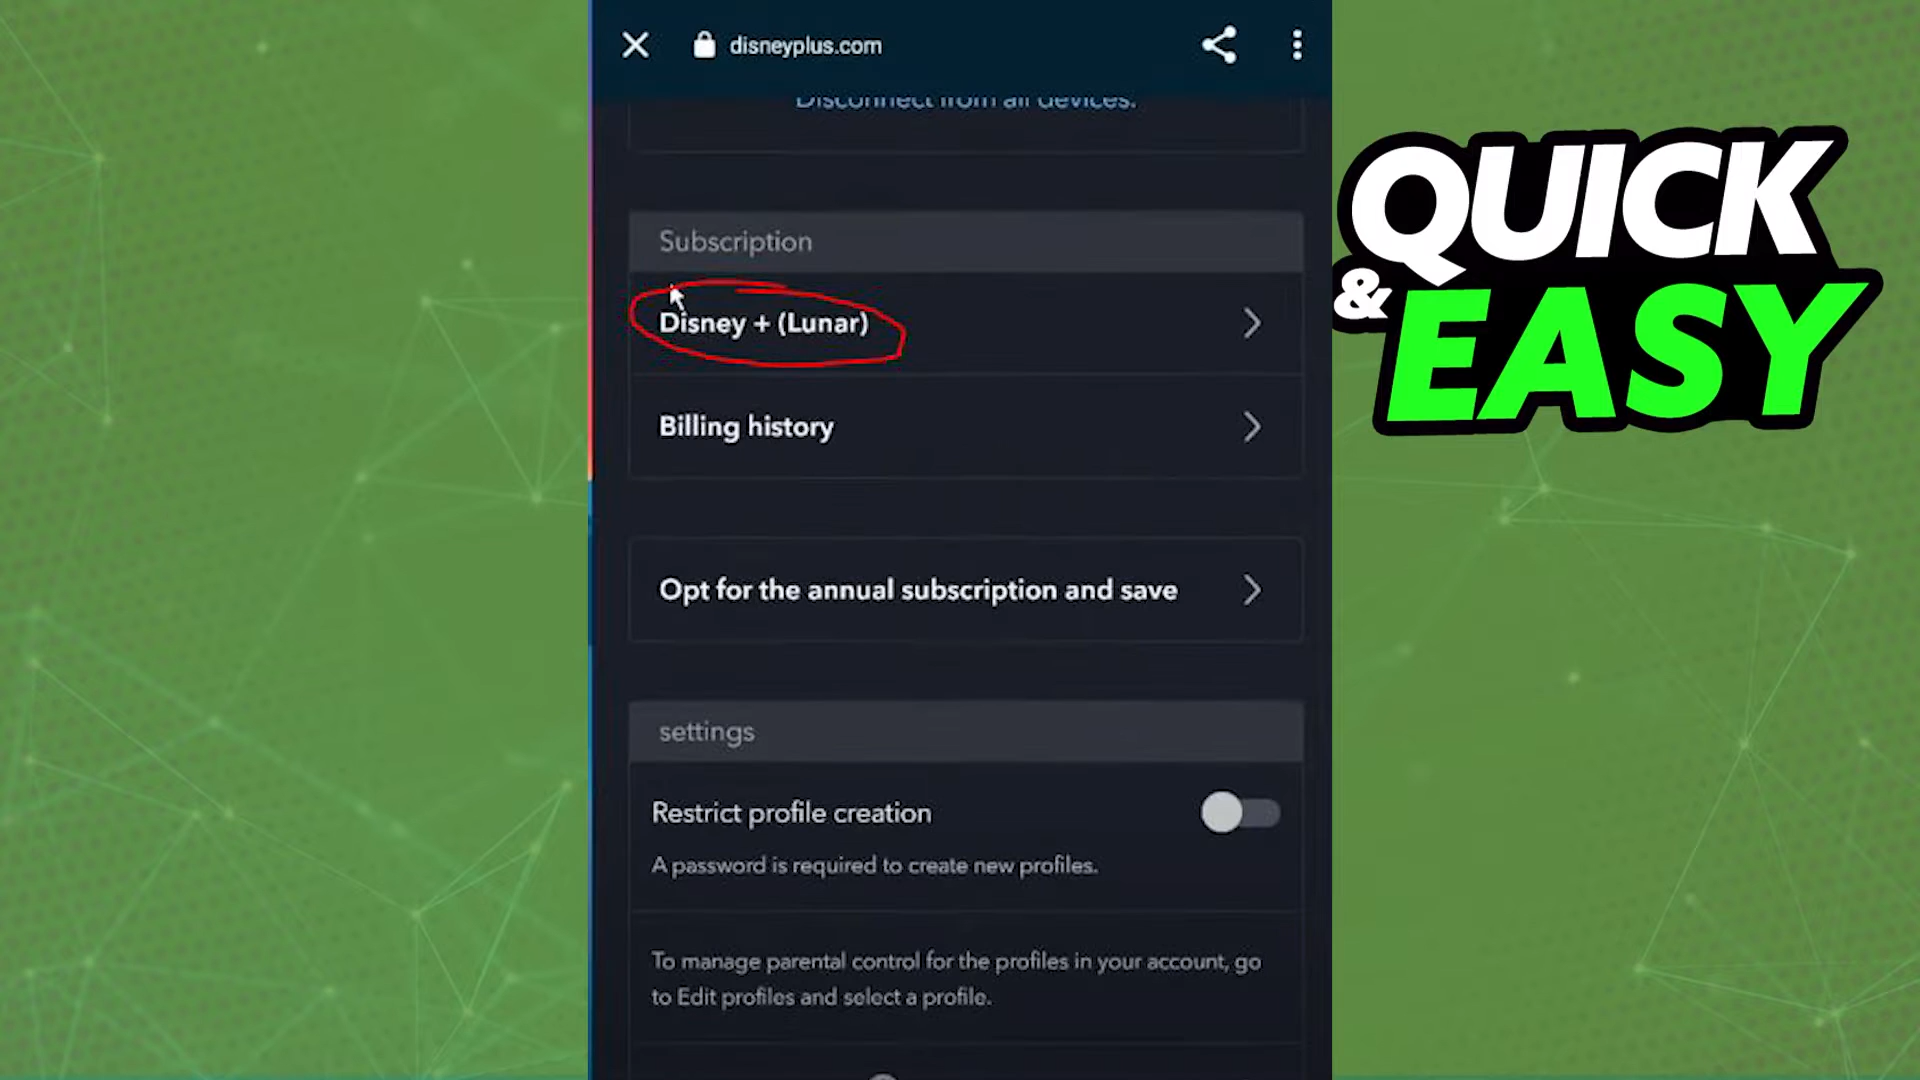 disneyplus.com
Disconnect from all devices.
Subscription
Disney + (Lunar)
Billing history
Opt for the annual subscription and save
settings
Restrict profile creation
A password is required to create new profiles.
To manage parental control for the profiles in your account, go
to Edit profiles and select a profile.
QUICK
& EASY